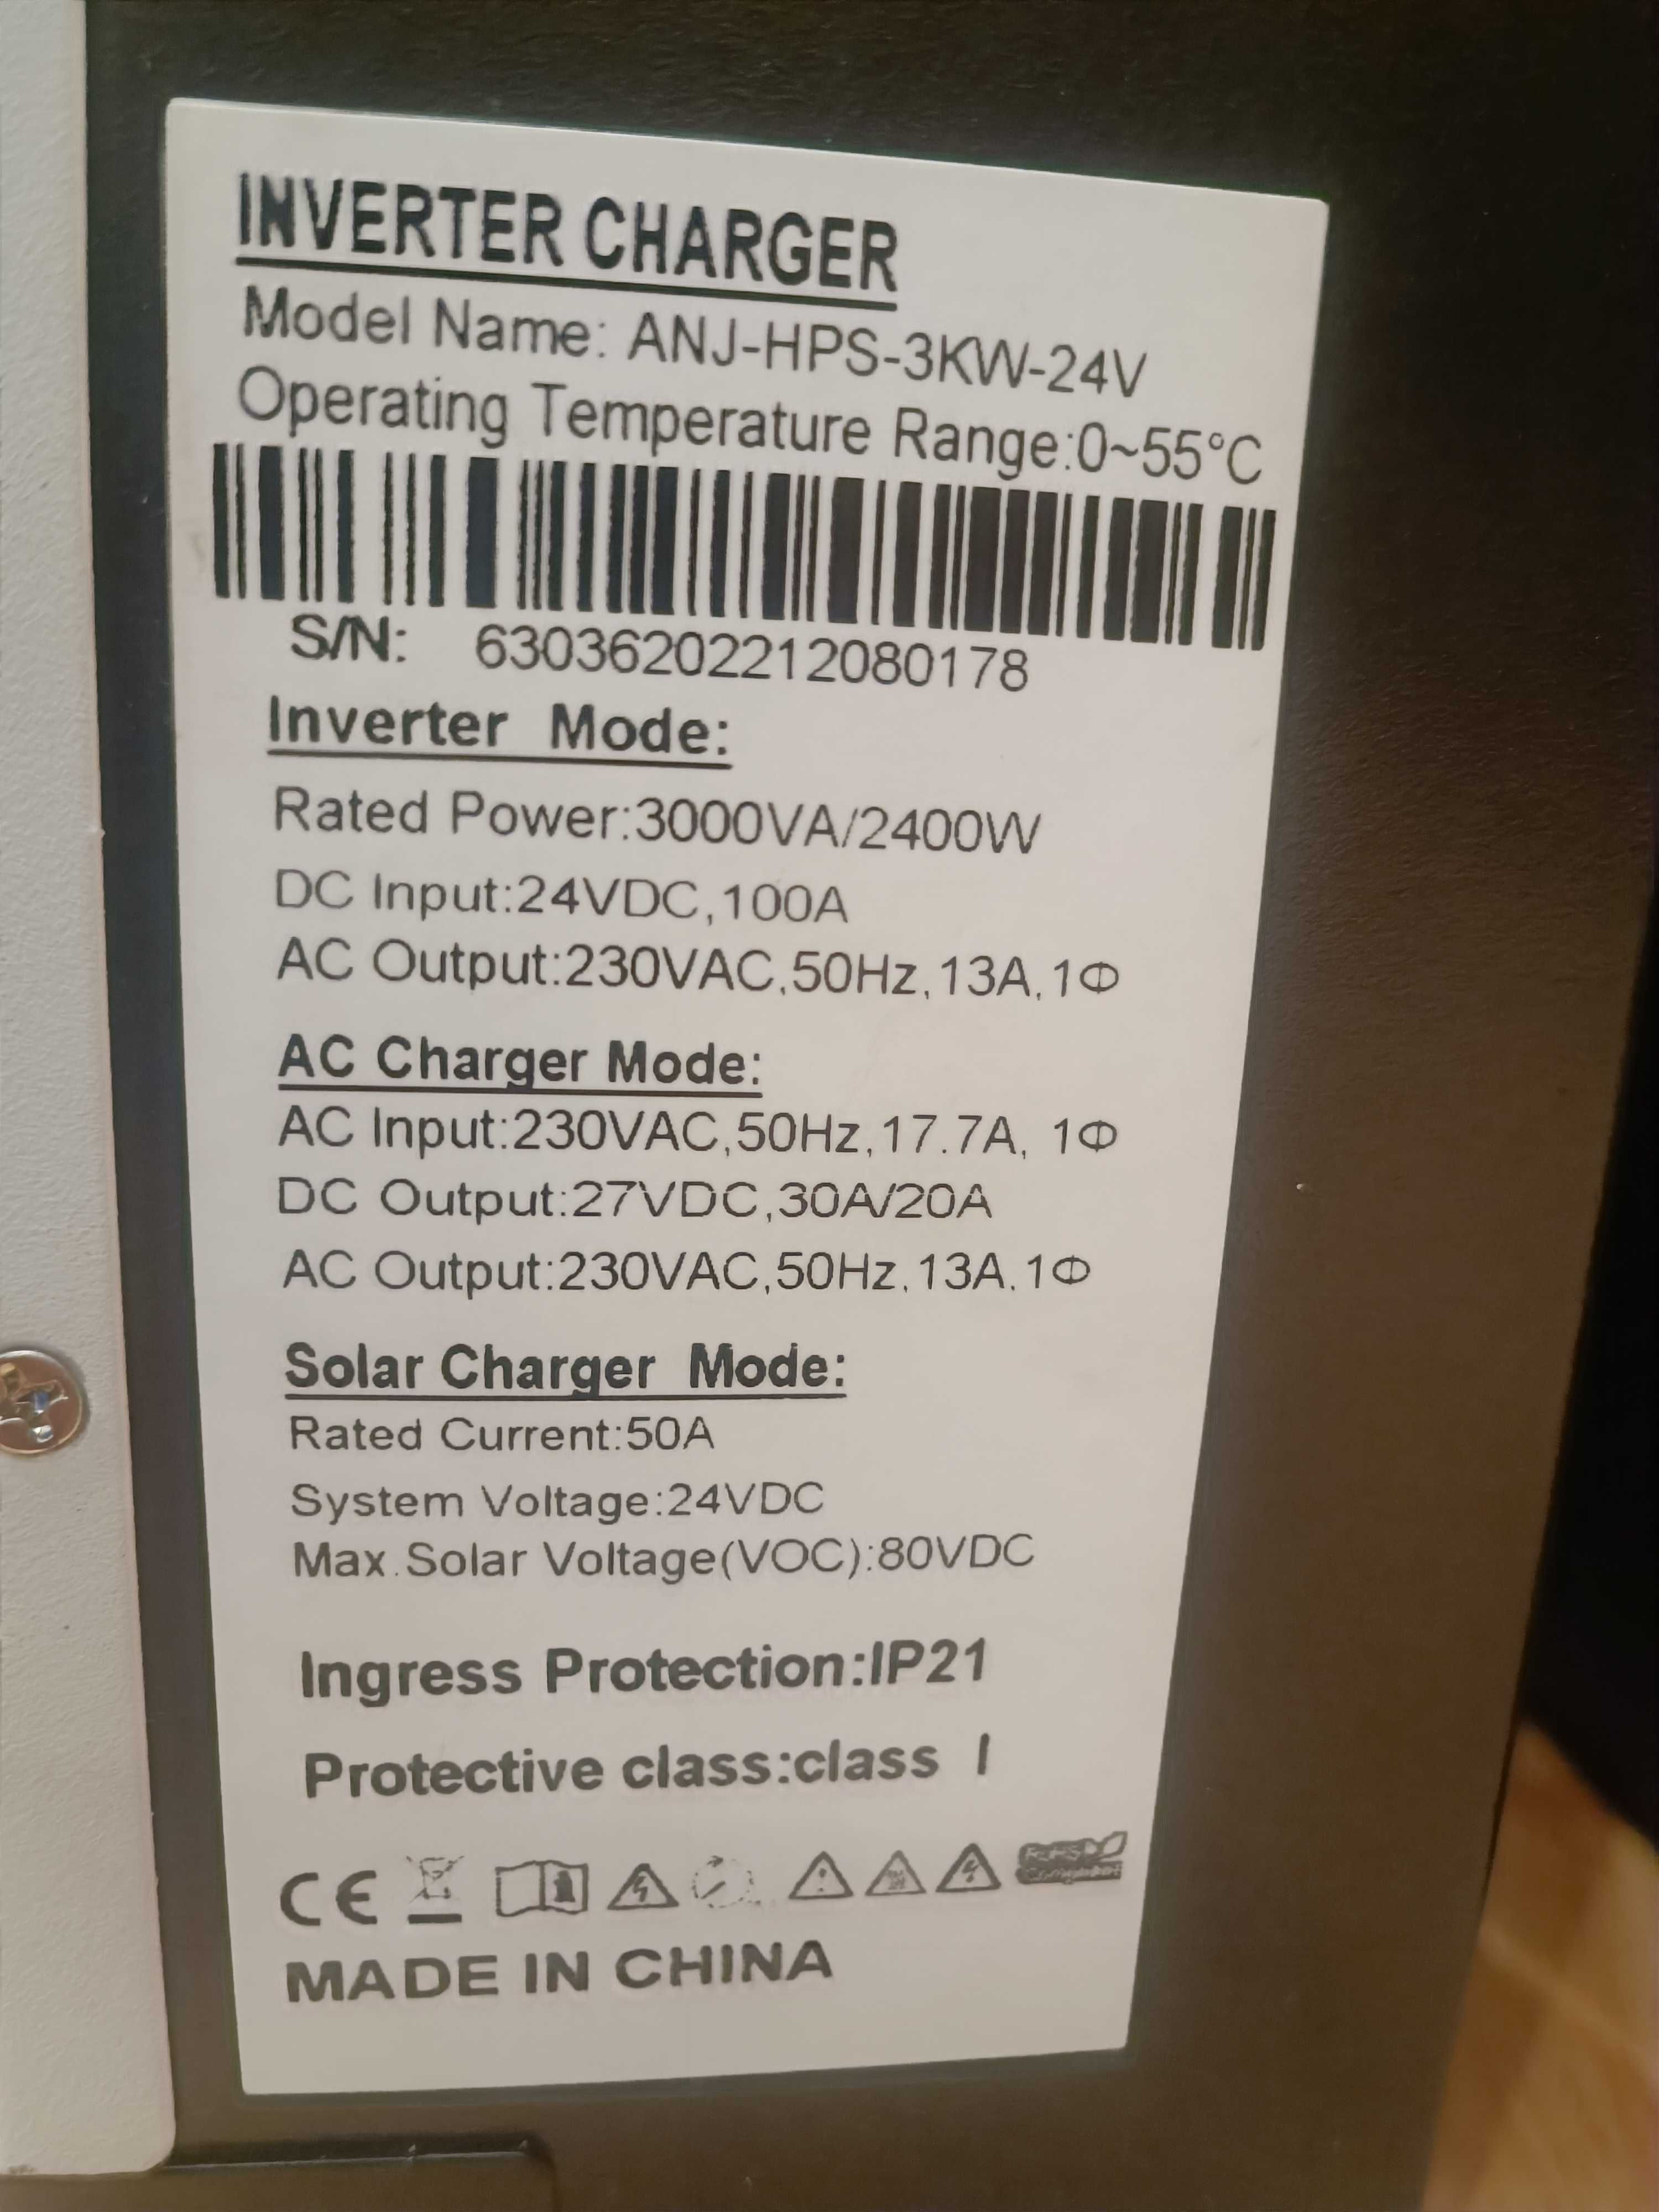 INVERTER CHARGER
Model Name: ANJ-HPS-3KW-24V
Operating Temperature Range:0~55°C
S/N: 63036202212080178
Inverter Mode:
Rated Power:3000VA/2400W
DC Input:24VDC,100A
AC Output:230VAC,50Hz,13A,1Φ
AC Charger Mode:
AC Input:230VAC,50Hz,17.7A, 1Φ
DC Output:27VDC,30A/20A
AC Output:230VAC,50Hz,13A,1Φ
Solar Charger Mode:
Rated Current:50A
System Voltage:24VDC
Max.Solar Voltage(VOC):80VDC
Ingress Protection:IP21
Protective class:class I
CE RoHS
MADE IN CHINA